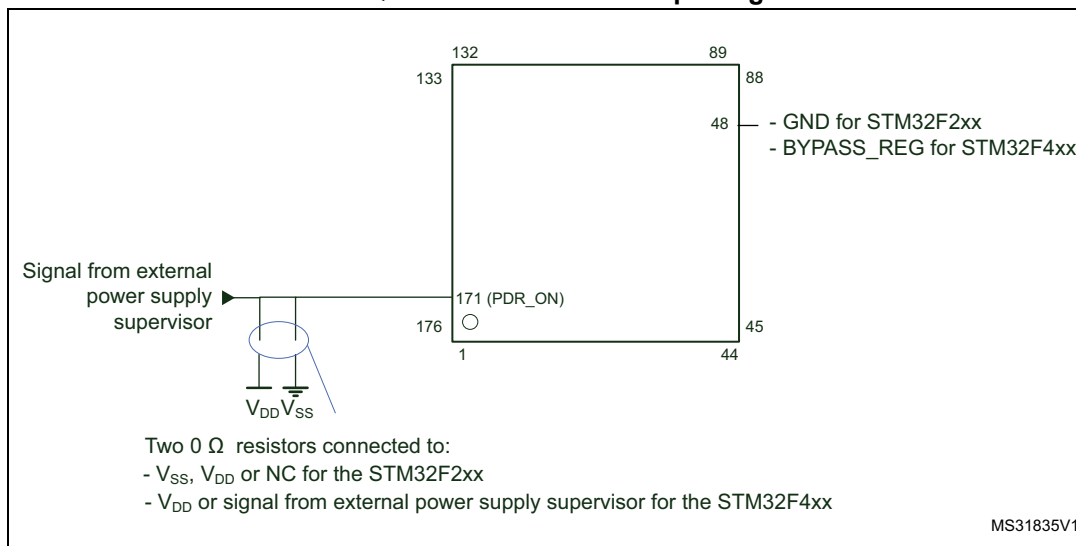 132
89
133
88
48
- GND for STM32F2xx
- BYPASS_REG for STM32F4xx
Signal from external
power supply
supervisor
171 (PDR_ON)
176
45
1
44
VDD VSS
Two 0 Ω resistors connected to:
- VSS, VDD or NC for the STM32F2xx
- VDD or signal from external power supply supervisor for the STM32F4xx
MS31835V1